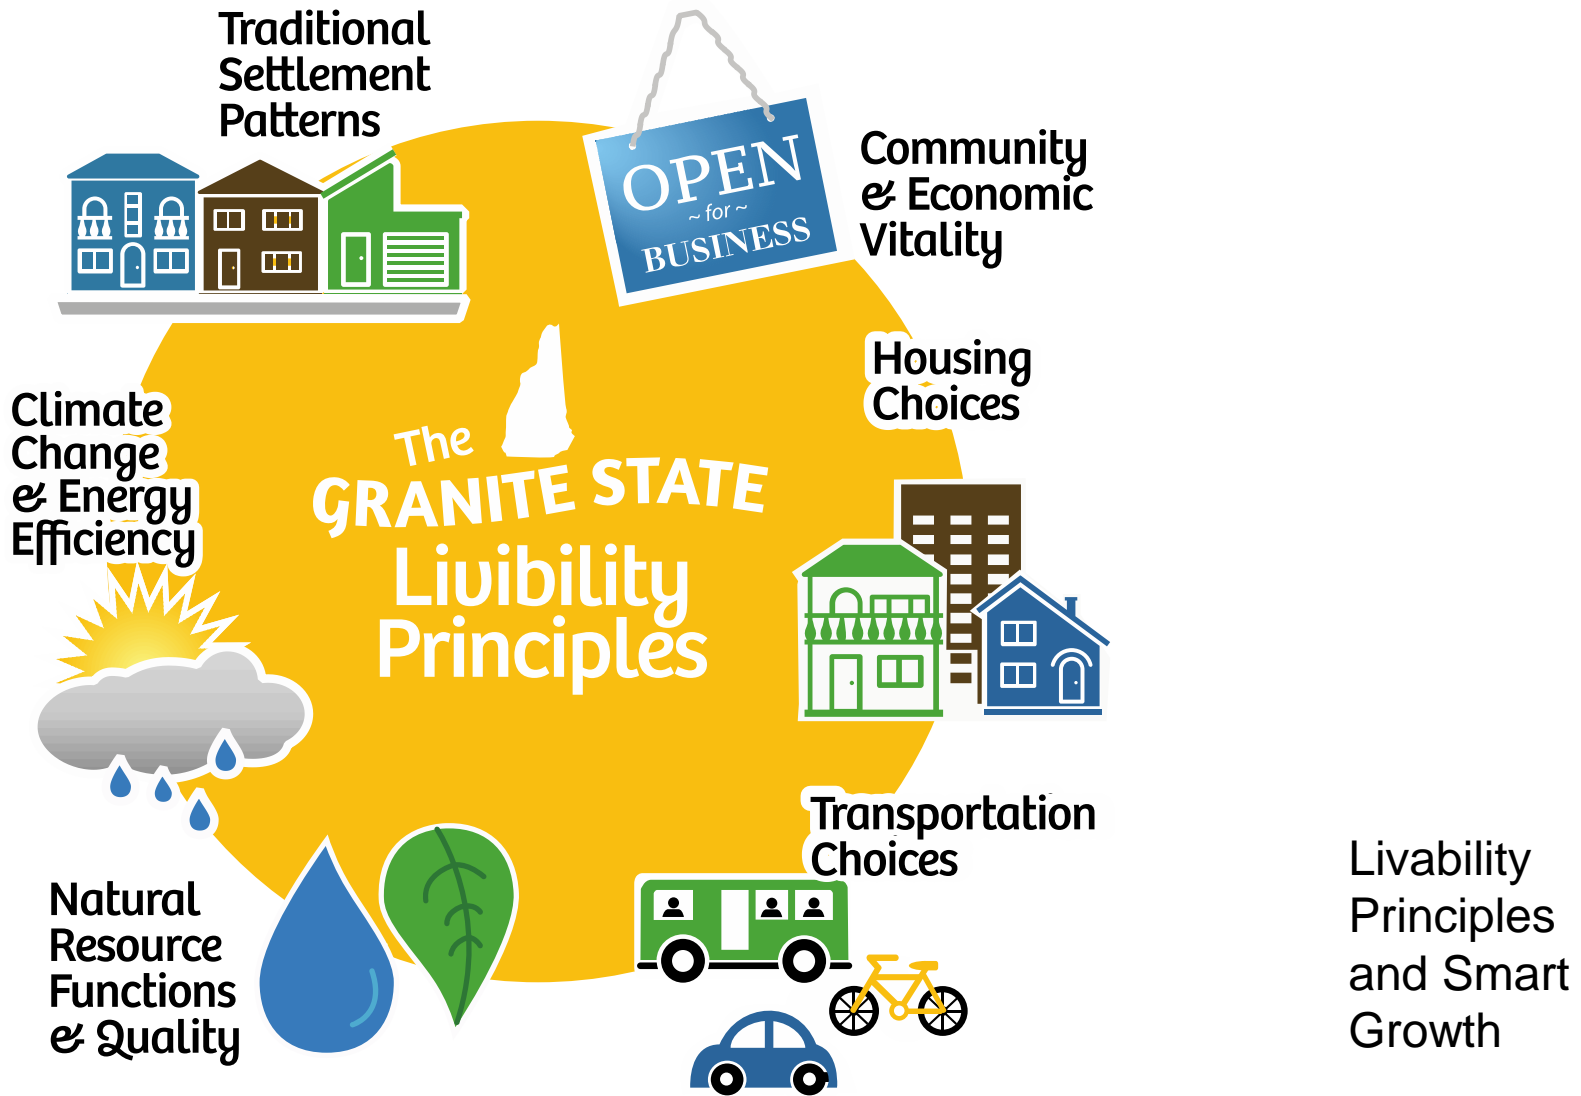 Traditional
Settlement
Patterns
OPEN
~ for ~
BUSINESS
Community
& Economic
Vitality
Housing
Choices
Climate
Change
& Energy
Efficiency
The
GRANITE STATE
Livibility
Principles
Transportation
Choices
Natural
Resource
Functions
& Quality
Livability
Principles
and Smart
Growth